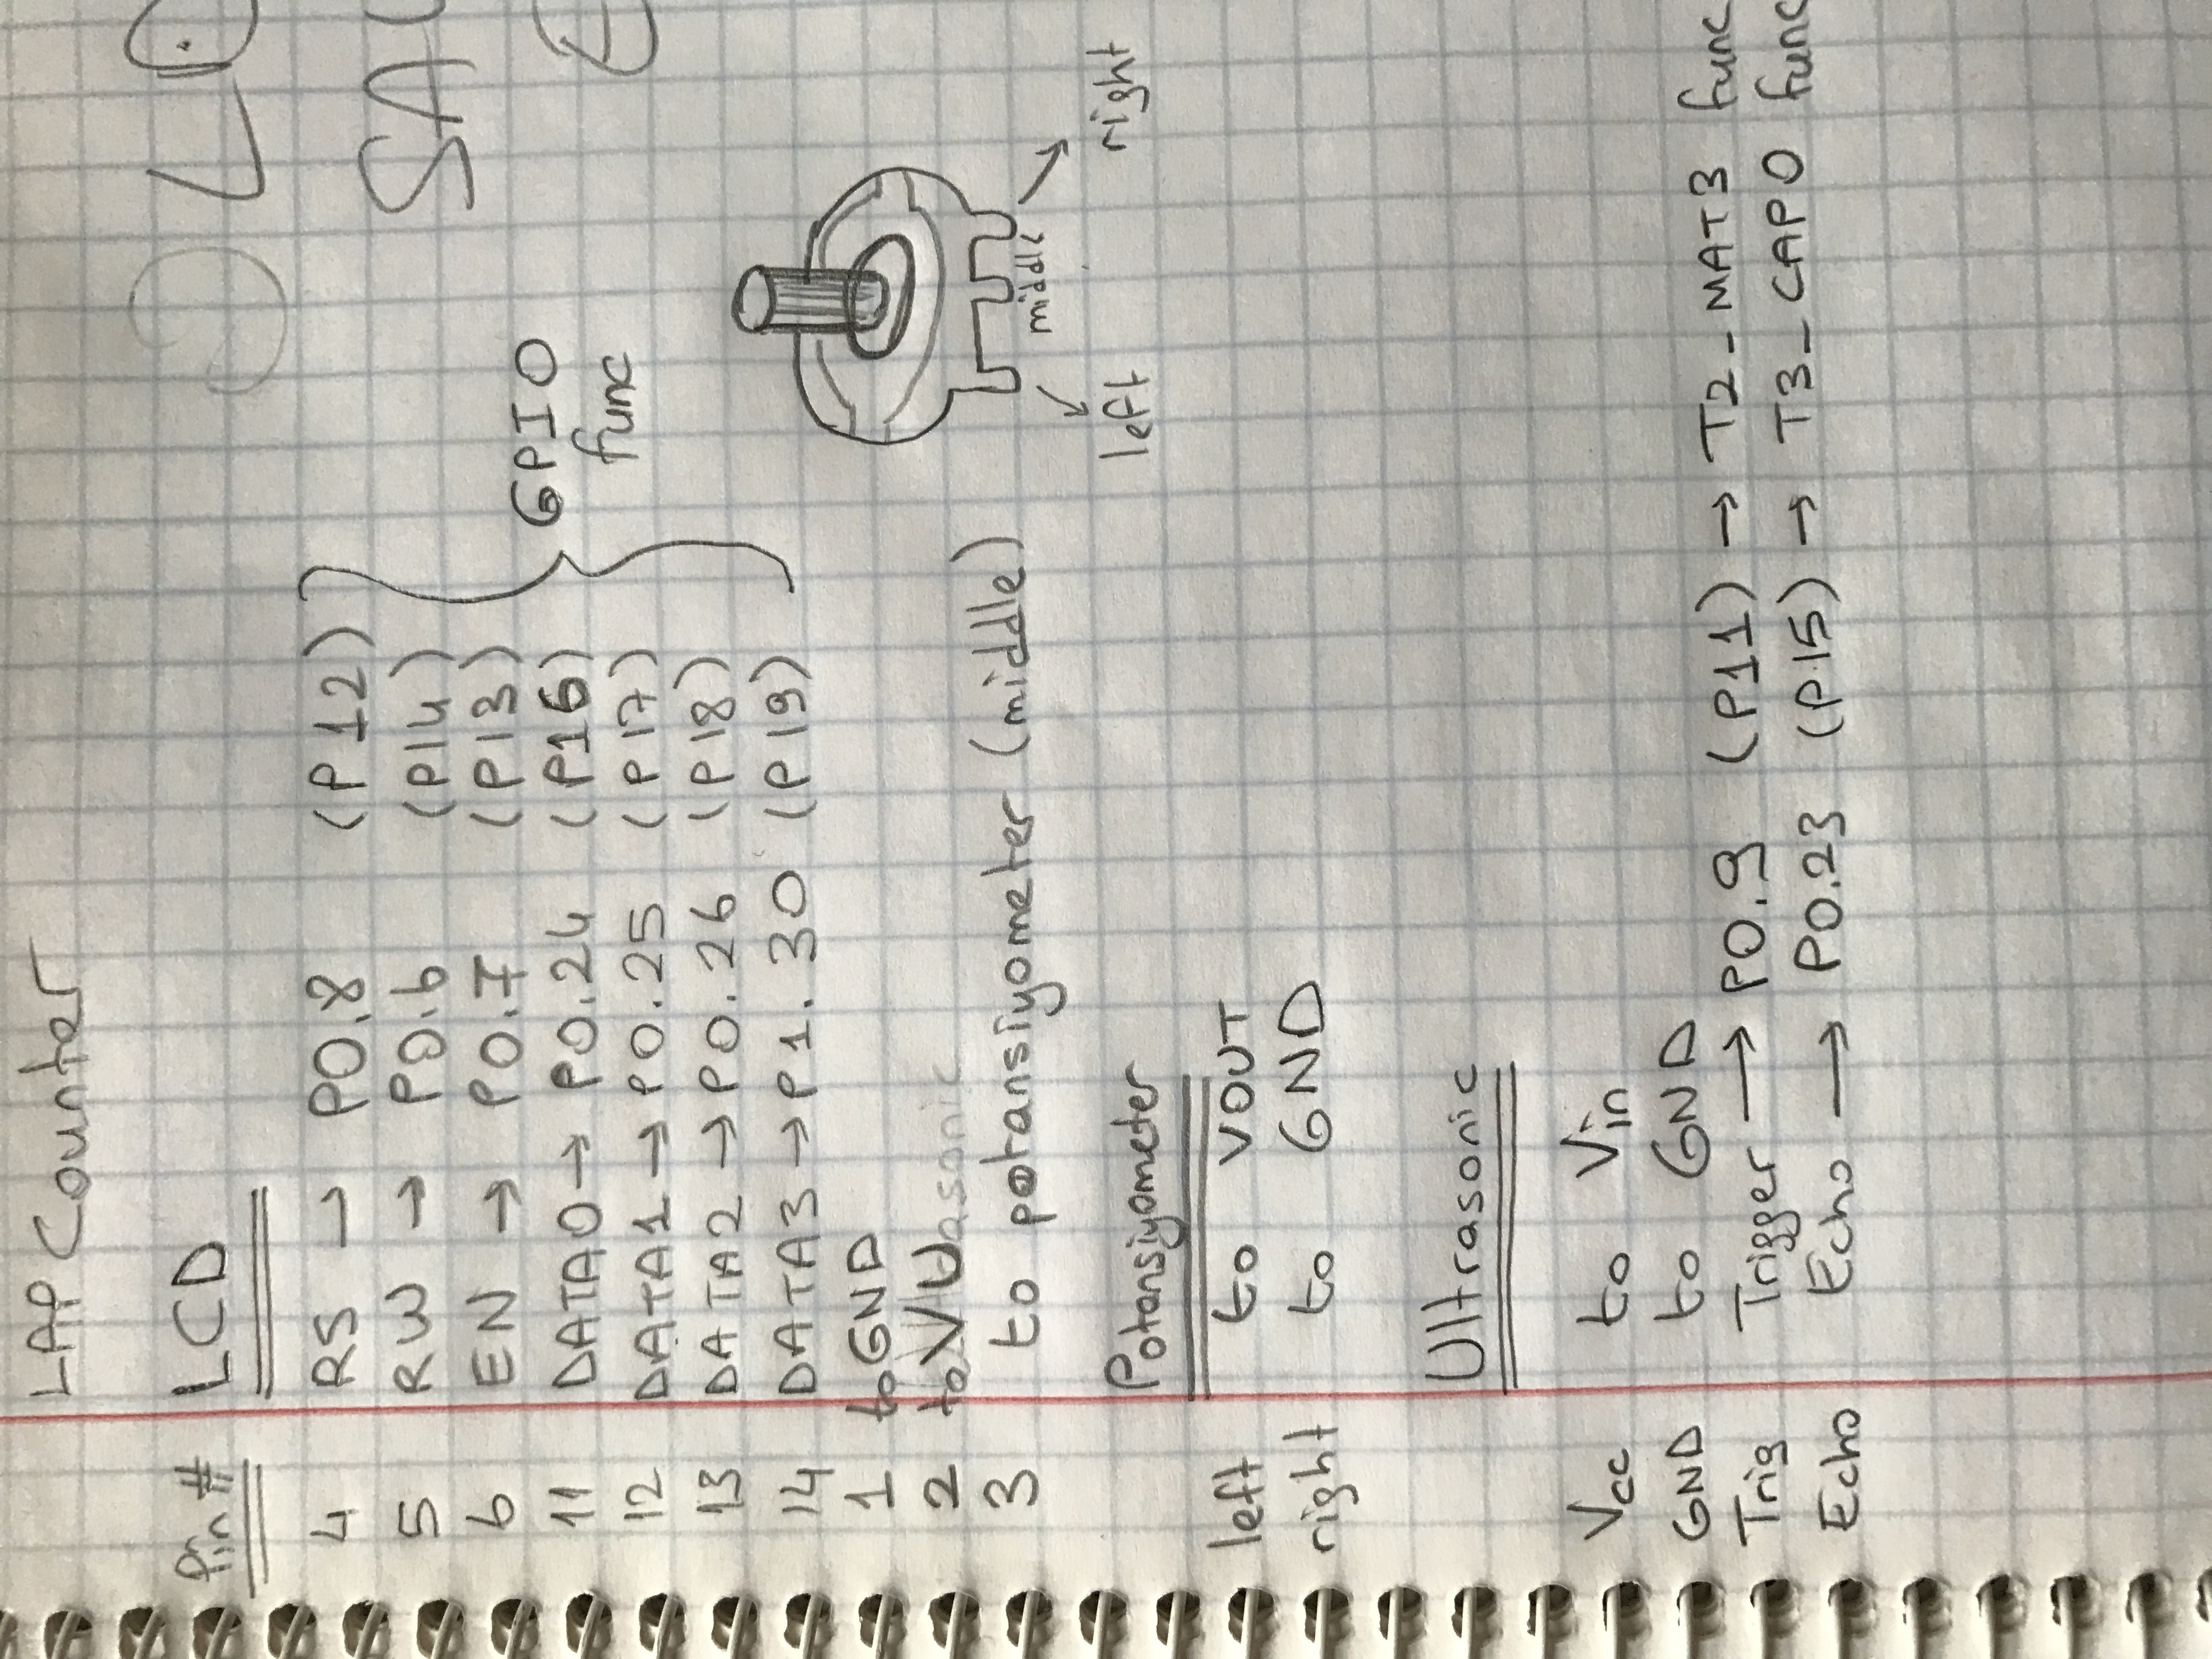 LAP Counter
Pin # LCD
4 RS → P0.8 (P12)
5 RW → P0.6 (P14)
6 EN → P0.7 (P13)
11 DATA0 → P0.24 (P16)
12 DATA1 → P0.25 (P17)
13 DATA2 → P0.26 (P18)
14 DATA3 → P1.30 (P19)
GPIO
func
1 to GND
2 to VU
3 to potansiyometer (middle)
middle
left right
Potansiyometer
left to VOUT
right to GND
Ultrasonic
Vcc to Vin
GND to GND
Trig Trigger → P0.9 (P11) → T2_MAT3 func
Echo Echo → P0.23 (P15) → T3_CAP0 func